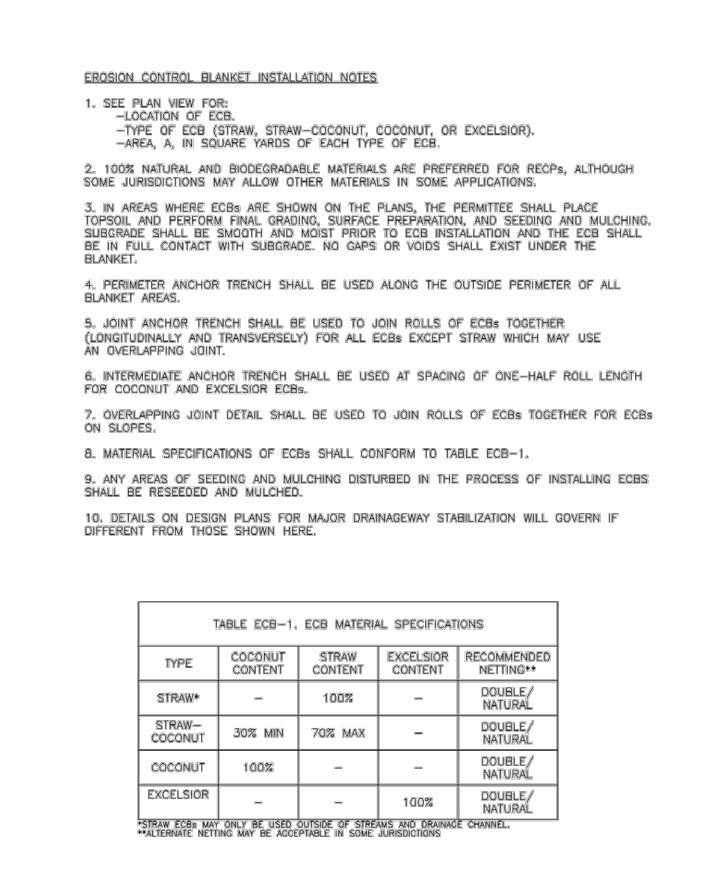 EROSION CONTROL BLANKET INSTALLATION NOTES
1. SEE PLAN VIEW FOR:
-LOCATION OF ECB.
-TYPE OF ECB (STRAW, STRAW-COCONUT, COCONUT, OR EXCELSIOR).
-AREA, A, IN SQUARE YARDS OF EACH TYPE OF ECB.
2. 100% NATURAL AND BIODEGRADABLE MATERIALS ARE PREFERRED FOR RECPs, ALTHOUGH
SOME JURISDICTIONS MAY ALLOW OTHER MATERIALS IN SOME APPLICATIONS.
3. IN AREAS WHERE ECBs ARE SHOWN ON THE PLANS, THE PERMITTEE SHALL PLACE
TOPSOIL AND PERFORM FINAL GRADING, SURFACE PREPARATION, AND SEEDING AND MULCHING.
SUBGRADE SHALL BE SMOOTH AND MOIST PRIOR TO ECB INSTALLATION AND THE ECB SHALL
BE IN FULL CONTACT WITH SUBGRADE. NO GAPS OR VOIDS SHALL EXIST UNDER THE
BLANKET.
4. PERIMETER ANCHOR TRENCH SHALL BE USED ALONG THE OUTSIDE PERIMETER OF ALL
BLANKET AREAS.
5. JOINT ANCHOR TRENCH SHALL BE USED TO JOIN ROLLS OF ECBs TOGETHER
(LONGITUDINALLY AND TRANSVERSELY) FOR ALL ECBs EXCEPT STRAW WHICH MAY USE
AN OVERLAPPING JOINT.
6. INTERMEDIATE ANCHOR TRENCH SHALL BE USED AT SPACING OF ONE-HALF ROLL LENGTH
FOR COCONUT AND EXCELSIOR ECBs.
7. OVERLAPPING JOINT DETAIL SHALL BE USED TO JOIN ROLLS OF ECBs TOGETHER FOR ECBs
ON SLOPES.
8. MATERIAL SPECIFICATIONS OF ECBs SHALL CONFORM TO TABLE ECB-1.
9. ANY AREAS OF SEEDING AND MULCHING DISTURBED IN THE PROCESS OF INSTALLING ECBS
SHALL BE RESEEDED AND MULCHED.
10. DETAILS ON DESIGN PLANS FOR MAJOR DRAINAGEWAY STABILIZATION WILL GOVERN IF
DIFFERENT FROM THOSE SHOWN HERE.
TABLE ECB-1. ECB MATERIAL SPECIFICATIONS
TYPE
COCONUT
CONTENT
STRAW
CONTENT
EXCELSIOR
CONTENT
RECOMMENDED
NETTING**
STRAW*
-
100%
-
DOUBLE/
NATURAL
STRAW-
COCONUT
30% MIN
70% MAX
-
DOUBLE/
NATURAL
COCONUT
100%
-
-
DOUBLE/
NATURAL
EXCELSIOR
-
-
100%
DOUBLE/
NATURAL
*STRAW ECBs MAY ONLY BE USED OUTSIDE OF STREAMS AND DRAINAGE CHANNEL.
**ALTERNATE NETTING MAY BE ACCEPTABLE IN SOME JURISDICTIONS